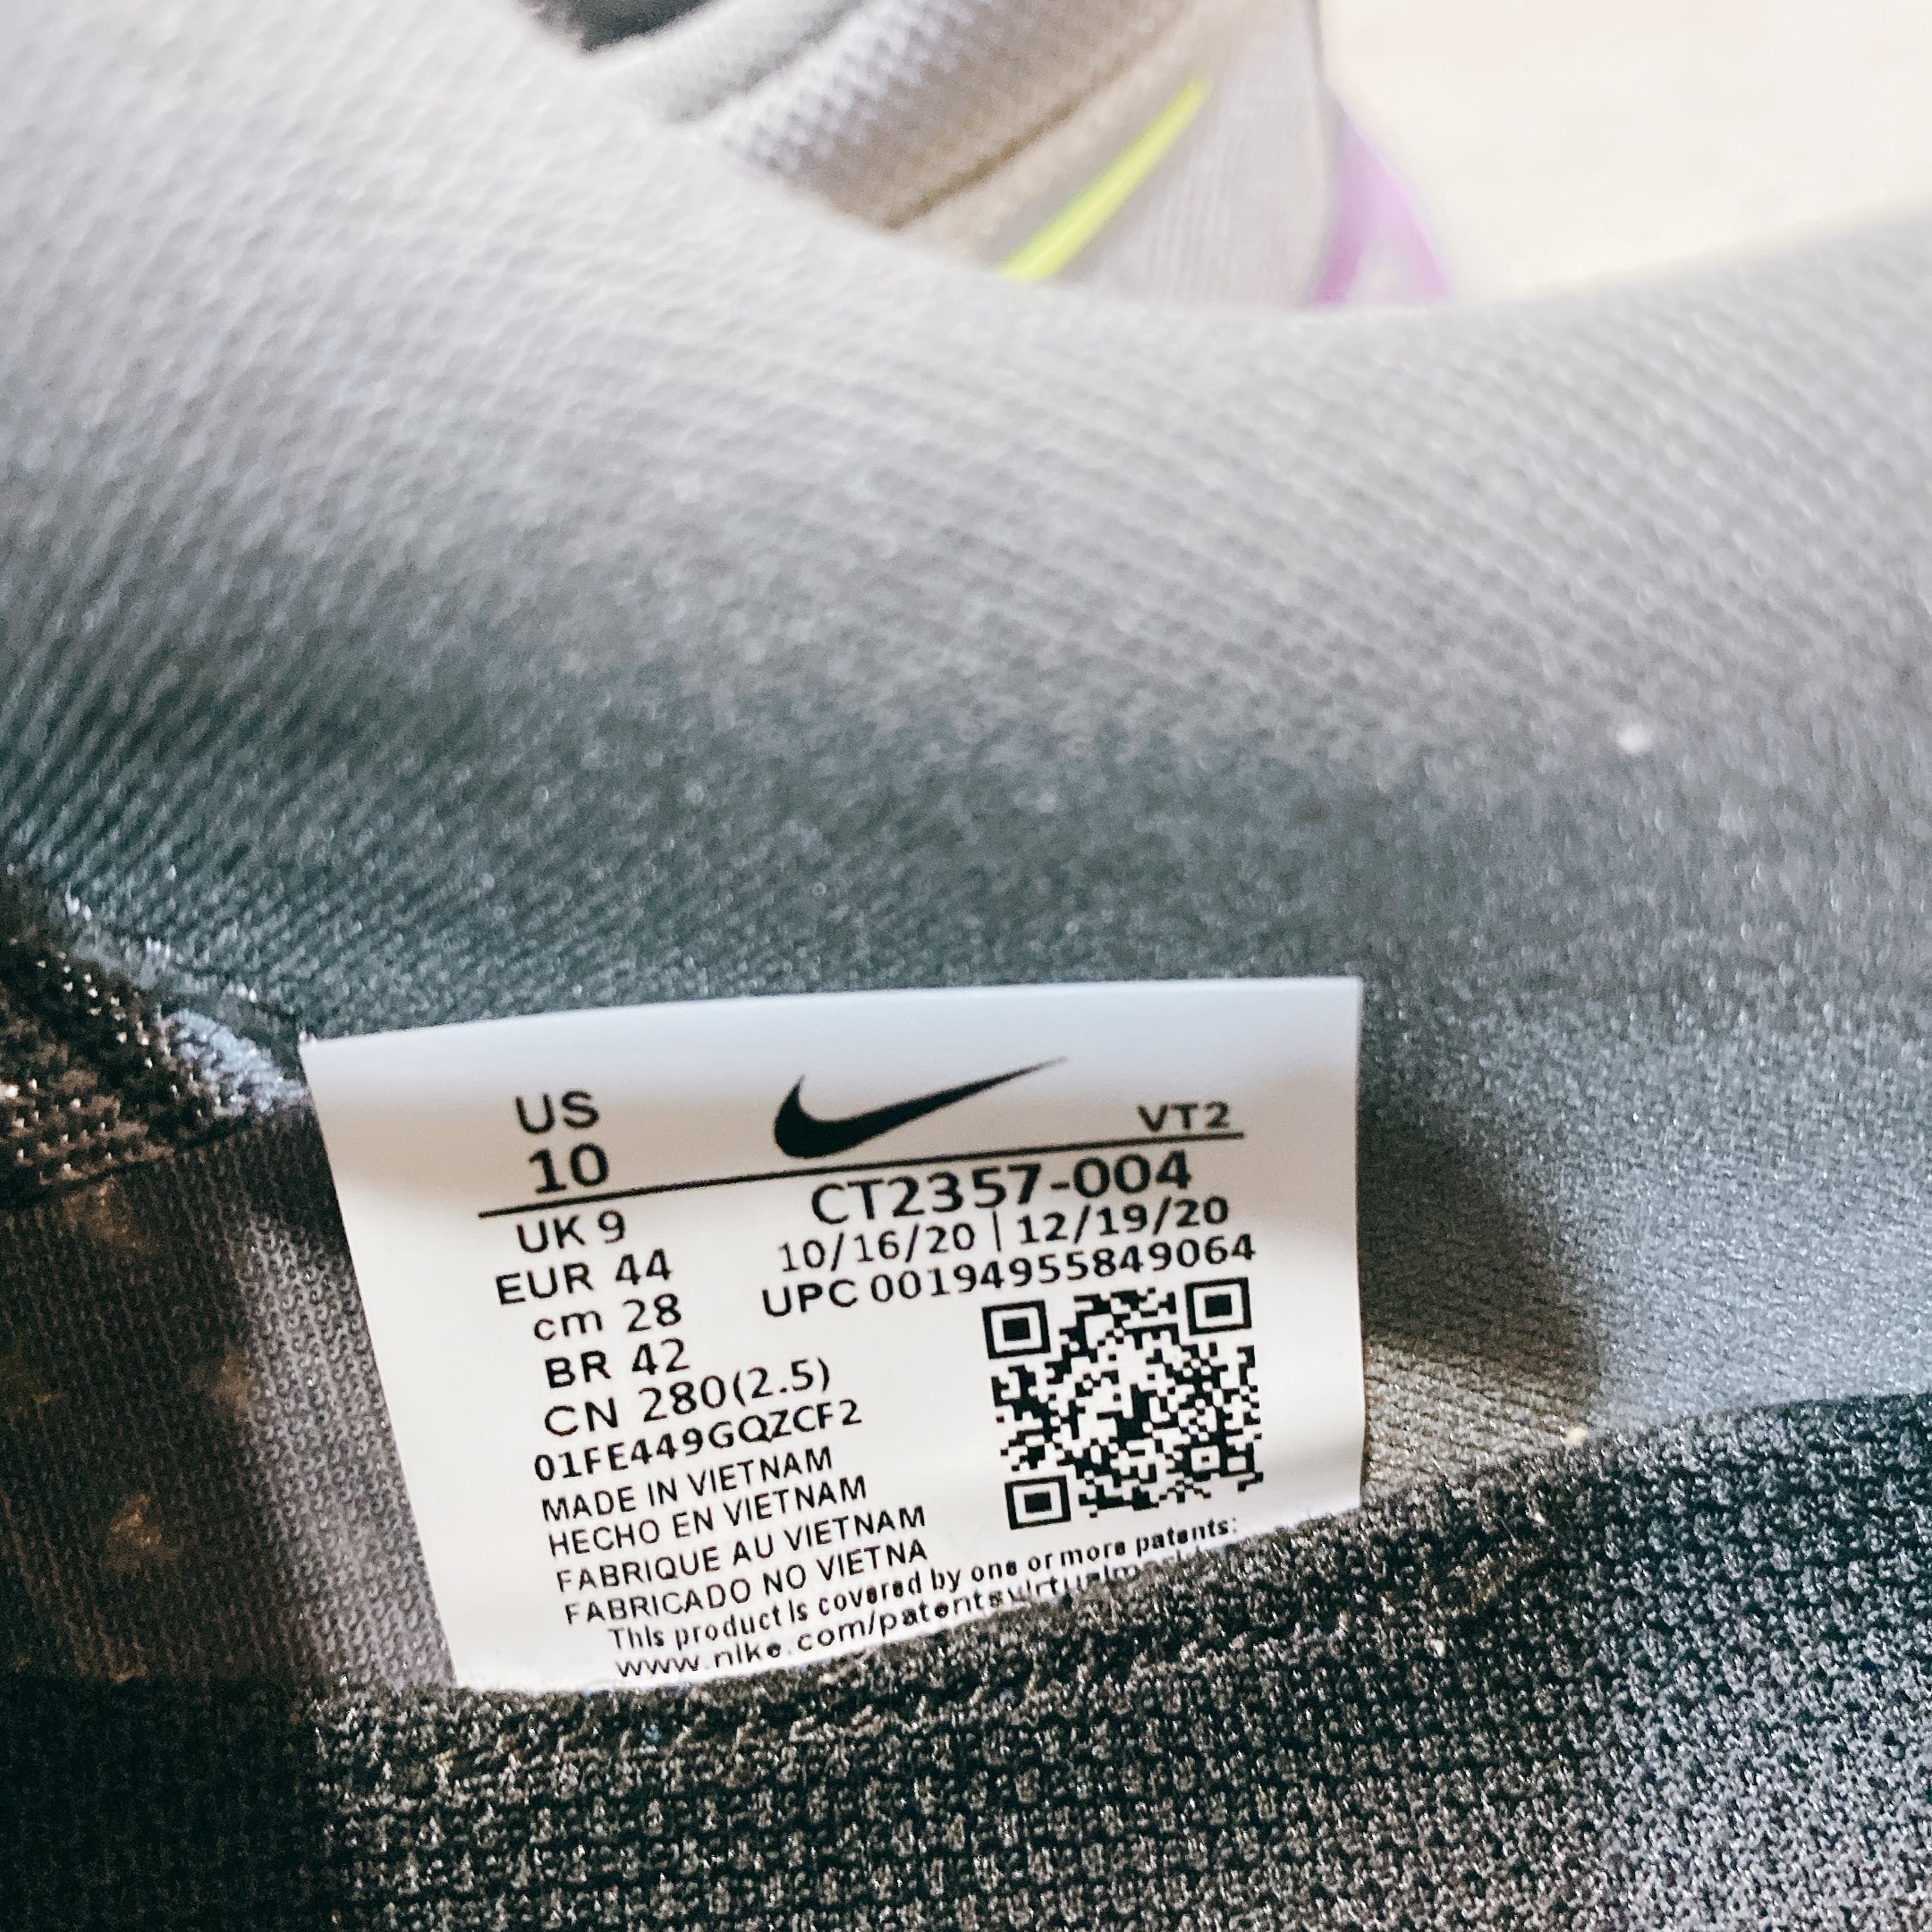 US
10
VT2
CT2357-004
10/16/20 | 12/19/20
UPC 00194955849064
UK 9
EUR 44
cm 28
BR 42
CN 280(2.5)
01FE449GQZCF2
MADE IN VIETNAM
HECHO EN VIETNAM
FABRIQUE AU VIETNAM
FABRICADO NO VIETNA
This product is covered by one or more patents:
www.nike.com/patents